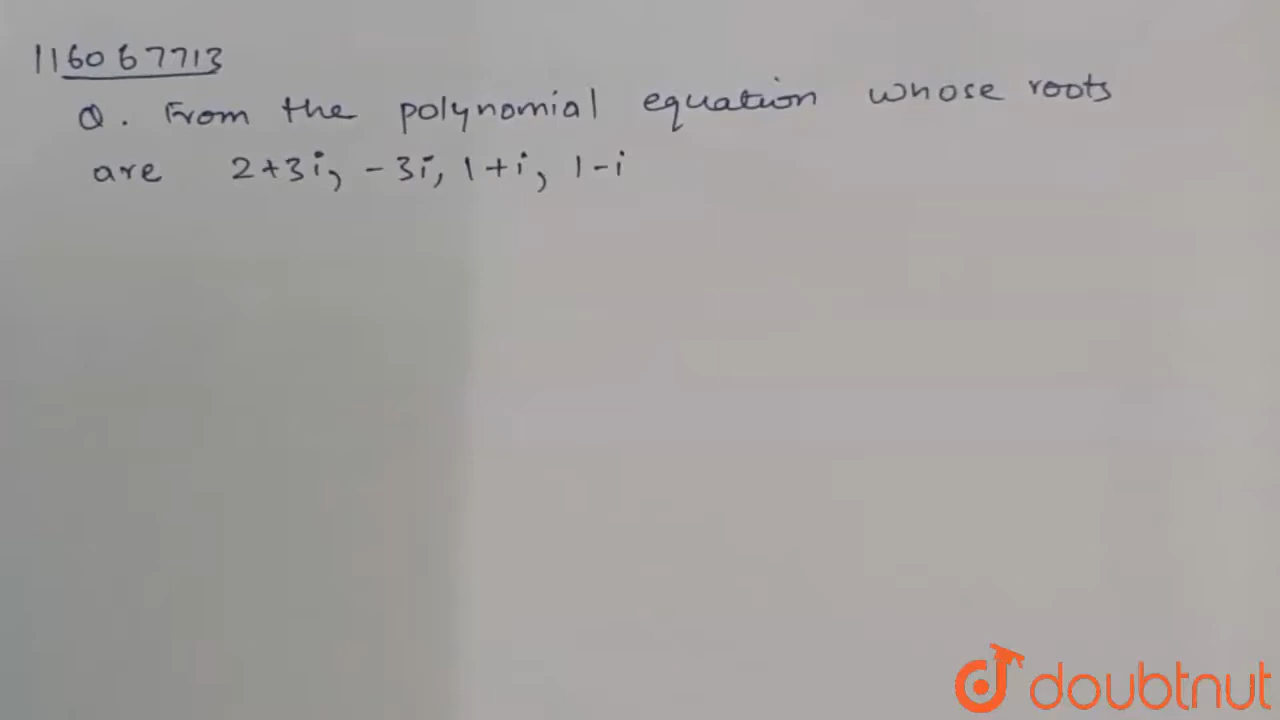 116067713
Q. From the polynomial equation whose roots
are 2+3i, -3i, 1+i, 1-i
doubtnut